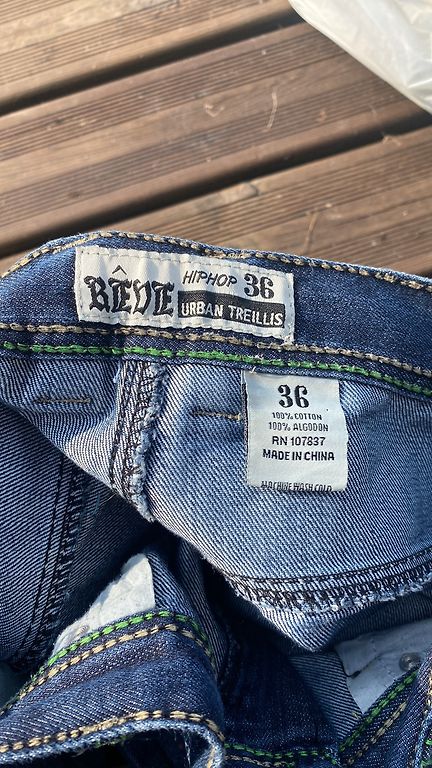 RÊVE HIPHOP 36
URBAN TREILLIS
36
100% COTTON
100% ALGODON
RN 107837
MADE IN CHINA
MACHINE WASH COLD